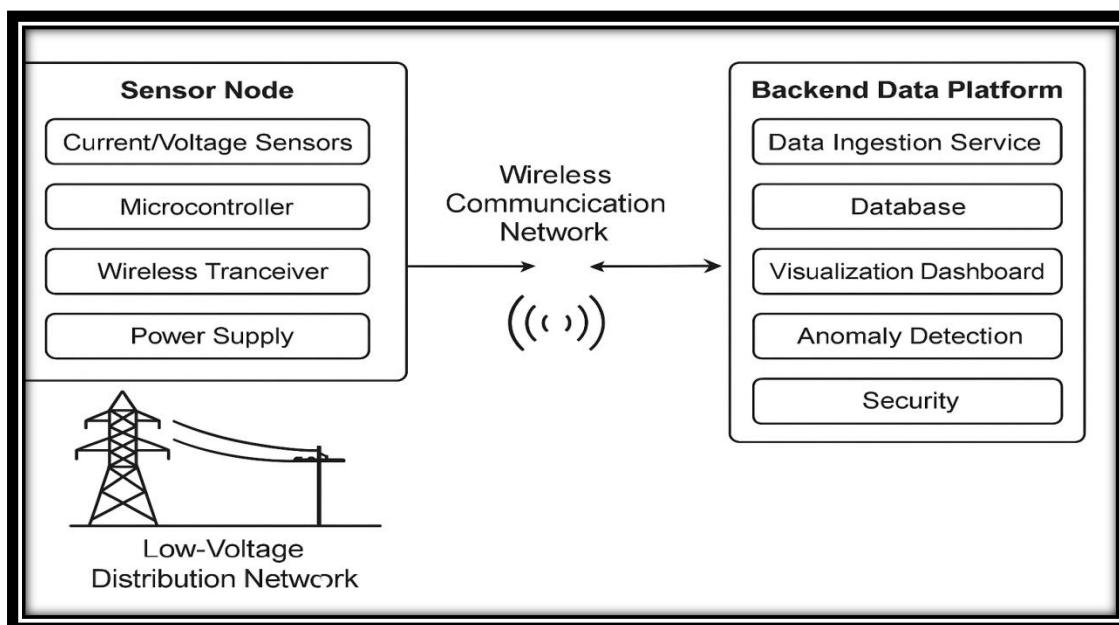 Sensor Node
Current/Voltage Sensors
Microcontroller
Wireless Tranceiver
Power Supply
Low-Voltage
Distribution Network
Wireless
Communcication
Network
Backend Data Platform
Data Ingestion Service
Database
Visualization Dashboard
Anomaly Detection
Security